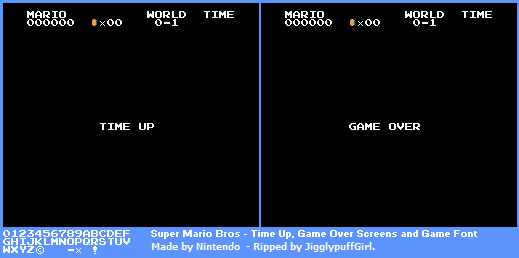 MARIO WORLD TIME
000000 ×00 0-1
TIME UP
MARIO WORLD TIME
000000 ×00 0-1
GAME OVER
0123456789ABCDEF
GHIJKLMNOPQRSTUV
WXYZ© -× !
Super Mario Bros - Time Up, Game Over Screens and Game Font
Made by Nintendo - Ripped by JigglypuffGirl.